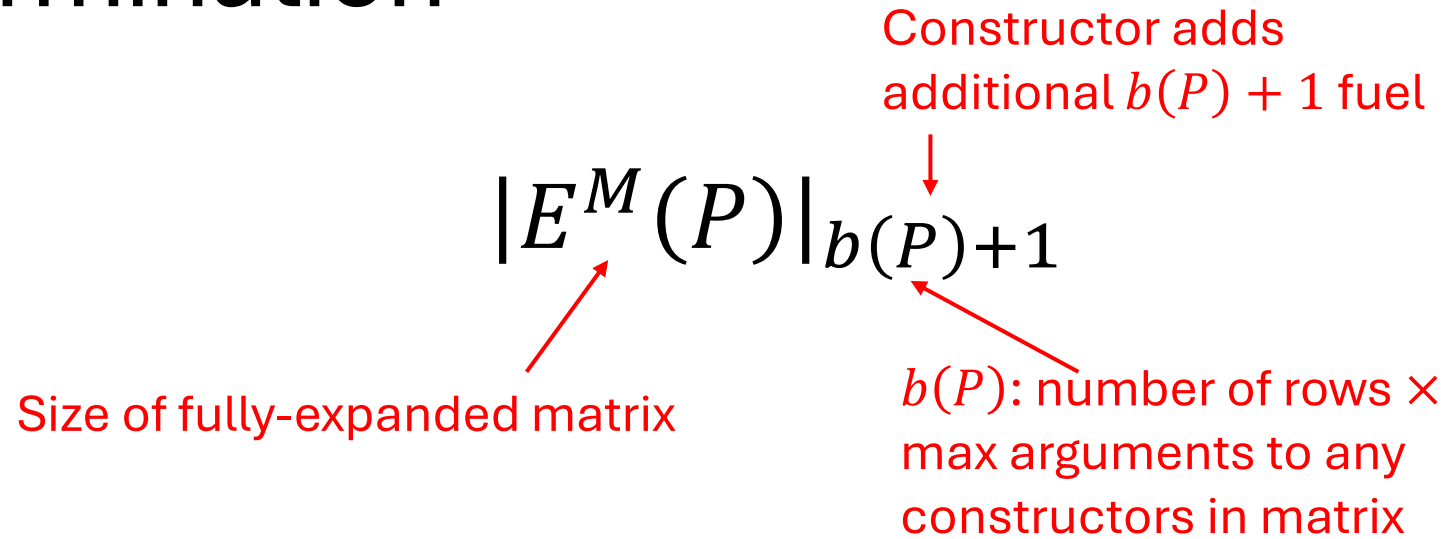 Constructor adds
additional b(P) + 1 fuel
|E^M(P)|_{b(P)+1}
Size of fully-expanded matrix
b(P): number of rows ×
max arguments to any
constructors in matrix